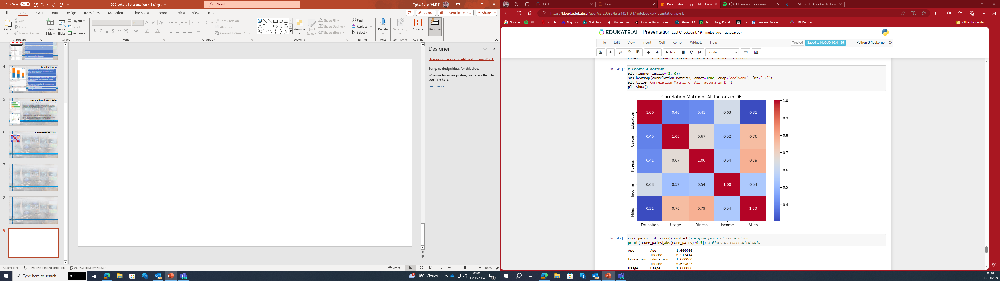 AutoSave On
DCC cohort 4 presentation • Saving...
Search
Tighe, Peter [HMPS]
File Home Insert Draw Design Transitions Animations Slide Show Record Review View Help
Record Present in Teams Share
Paste
Cut
Copy
Format Painter
Clipboard
New Slide
Reuse Slides
Layout
Reset
Section
Slides
44
Font
Text Direction
Align Text
Convert to SmartArt
Paragraph
Arrange
Quick Styles
Shape Fill
Shape Outline
Shape Effects
Drawing
Find
Replace
Select
Editing
Dictate
Voice
Sensitivity
Sensitivity
Add-ins
Add-ins
Designer
4
Gender Usage
5
Income Distribution Data
6
Correlation of Data
7
8
9
Designer
Stop suggesting ideas until I restart PowerPoint.
Sorry, no design ideas for this slide.
When we have design ideas, we'll show them to
you right here.
Learn more
Slide 9 of 9 English (United Kingdom) Accessibility: Investigate
Notes
100%
Type here to search
10°C Cloudy
03:01
13/03/2024
KATE
Home
Presentation - Jupyter Notebook
Oblivion • Shinedown
CaseStudy - EDA for Cardio Goo
https://kloud.edukate.ai/user/cs-20093/lu-24451-0.1/notebooks/Presentation.ipynb
Google MDT Nights Nights 2 Staff tools My Learning Course: Promotiona... Planet FM Technology Portal... IRS Resume Builder | Li... EDUKATE.ai Other favourites
EDUKATE.AI Presentation Last Checkpoint: 19 minutes ago (autosaved)
File Edit View Insert Cell Kernel Widgets Help
Trusted Saved to KLOUD 02:41:25 Python 3 (ipykernel)
Run Code
In [49]:
# Create a heatmap
plt.figure(figsize=(8, 6))
sns.heatmap(correlation_matrix3, annot=True, cmap='coolwarm', fmt=".2f")
plt.title('Correlation Matrix of All factors in DF')
plt.show()
Correlation Matrix of All factors in DF
Education 1.00 0.40 0.41 0.63 0.31
Usage 0.40 1.00 0.67 0.52 0.76
Fitness 0.41 0.67 1.00 0.54 0.79
Income 0.63 0.52 0.54 1.00 0.54
Miles 0.31 0.76 0.79 0.54 1.00
Education Usage Fitness Income Miles
1.0
0.9
0.8
0.7
0.6
0.5
0.4
In [47]:
corr_pairs = df.corr().unstack() # give pairs of correlation
print( corr_pairs[abs(corr_pairs)>0.5]) # Gives us correlated data
Age Age 1.000000
Income 0.513414
Education Education 1.000000
Income 0.625827
Usage Usage 1.000000
03:01
13/03/2024